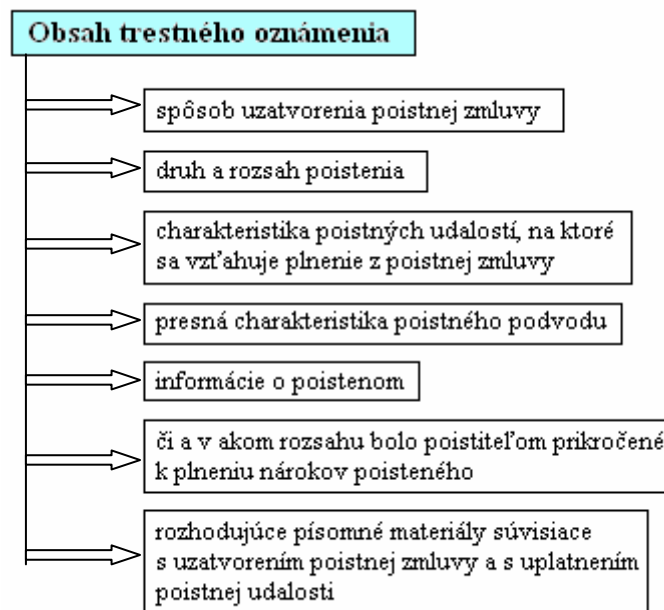 Obsah trestného oznámenia
spôsob uzatvorenia poistnej zmluvy
druh a rozsah poistenia
charakteristika poistných udalostí, na ktoré
sa vzťahuje plnenie z poistnej zmluvy
presná charakteristika poistného podvodu
informácie o poistenom
či a v akom rozsahu bolo poistiteľom prikročené
k plneniu nárokov poisteného
rozhodujúce písomné materiály súvisiace
s uzatvorením poistnej zmluvy a s uplatnením
poistnej udalosti